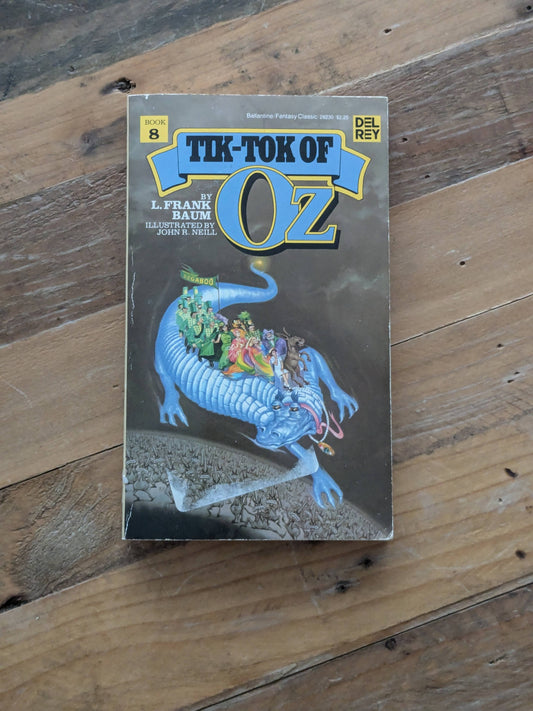 BOOK
8
Ballantine/Fantasy Classic/28230/$2.25
DEL
REY
TIK-TOK OF
Oz
BY
L. FRANK
BAUM
ILLUSTRATED BY
JOHN R. NEILL